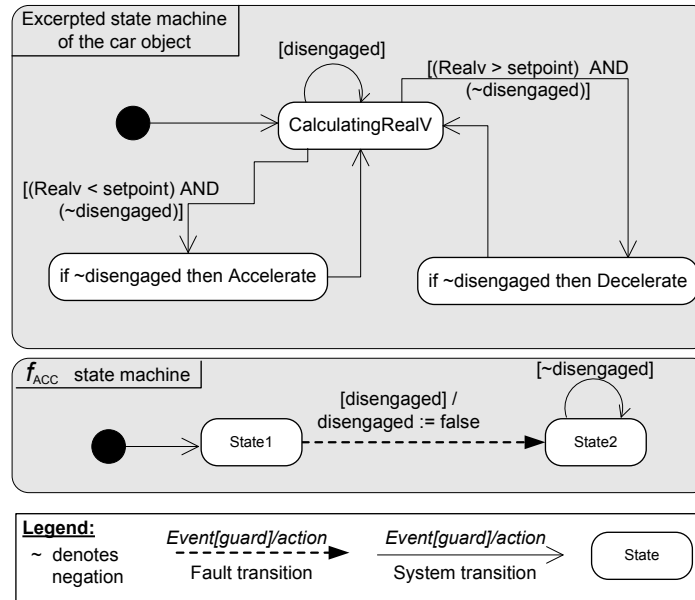 Excerpted state machine
of the car object
[disengaged]
[(Realv > setpoint) AND
(~disengaged)]
CalculatingRealV
[(Realv < setpoint) AND
(~disengaged)]
if ~disengaged then Accelerate
if ~disengaged then Decelerate
fACC state machine
[~disengaged]
[disengaged] /
disengaged := false
State1
State2
Legend:
~ denotes
negation
Event[guard]/action
Fault transition
Event[guard]/action
System transition
State